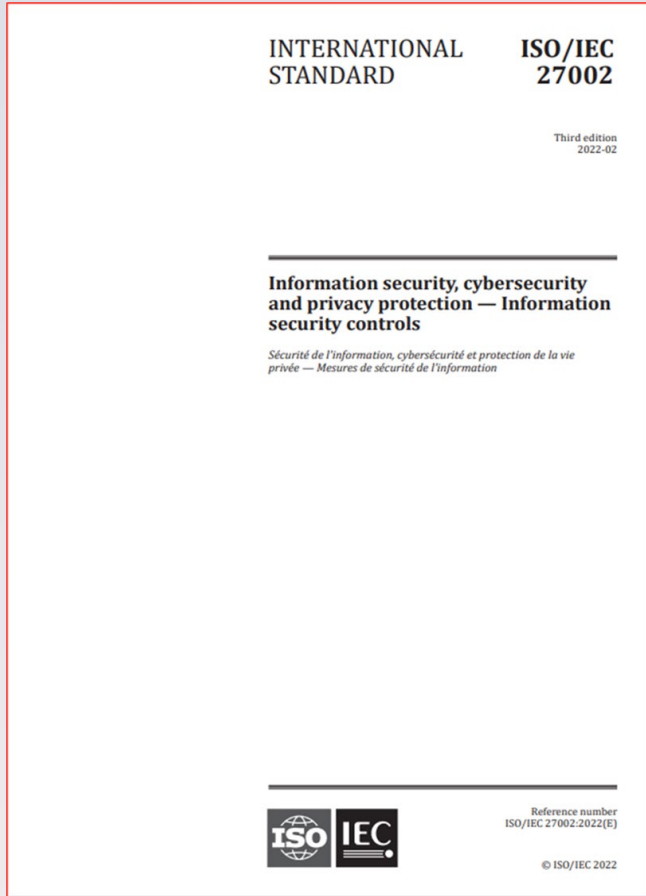 INTERNATIONAL
STANDARD
ISO/IEC
27002
Third edition
2022-02
Information security, cybersecurity
and privacy protection — Information
security controls
Sécurité de l'information, cybersécurité et protection de la vie
privée — Mesures de sécurité de l'information
ISO
IEC
Reference number
ISO/IEC 27002:2022(E)
© ISO/IEC 2022